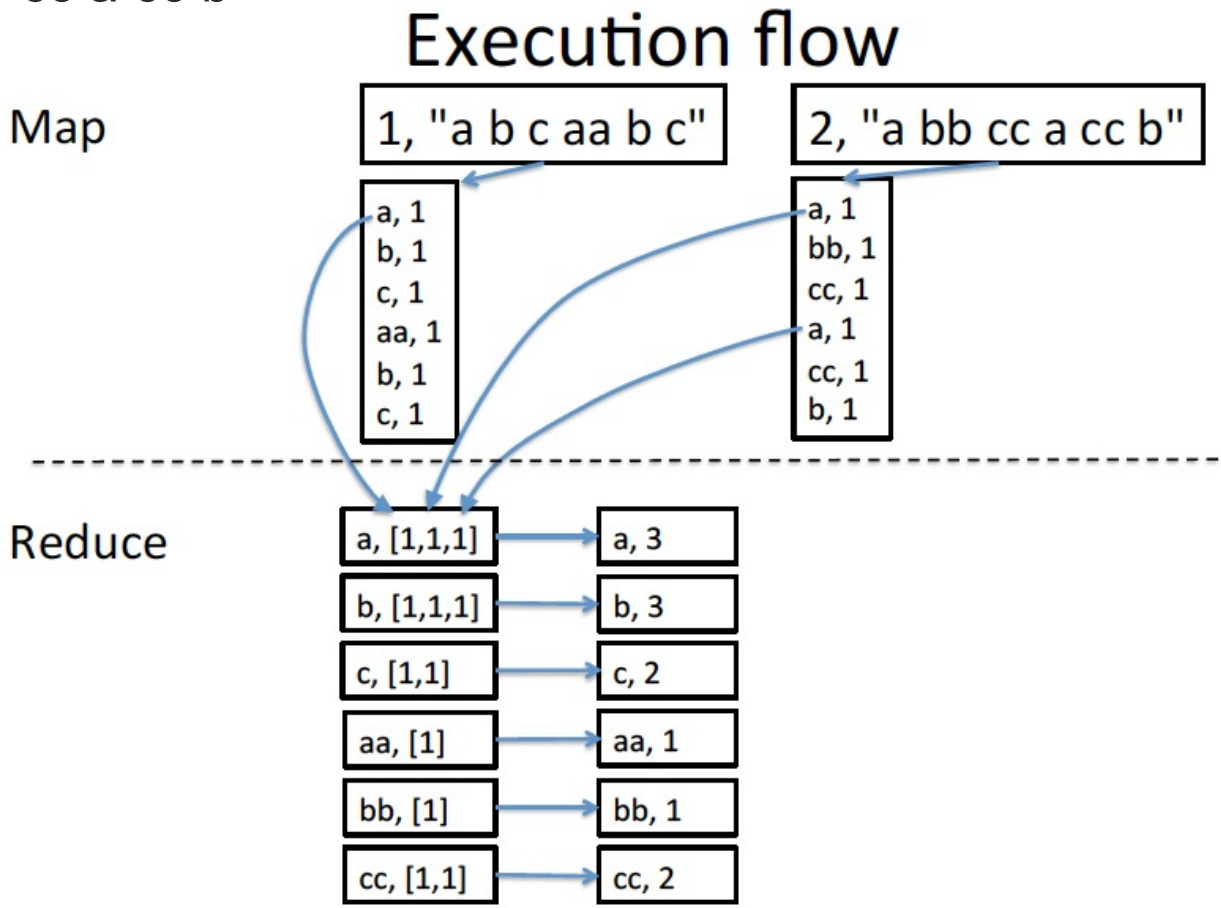 Execution flow
Map
1, "a b c aa b c"
2, "a bb cc a cc b"
a, 1
b, 1
c, 1
aa, 1
b, 1
c, 1
a, 1
bb, 1
cc, 1
a, 1
cc, 1
b, 1
Reduce
a, [1,1,1]
a, 3
b, [1,1,1]
b, 3
c, [1,1]
c, 2
aa, [1]
aa, 1
bb, [1]
bb, 1
cc, [1,1]
cc, 2